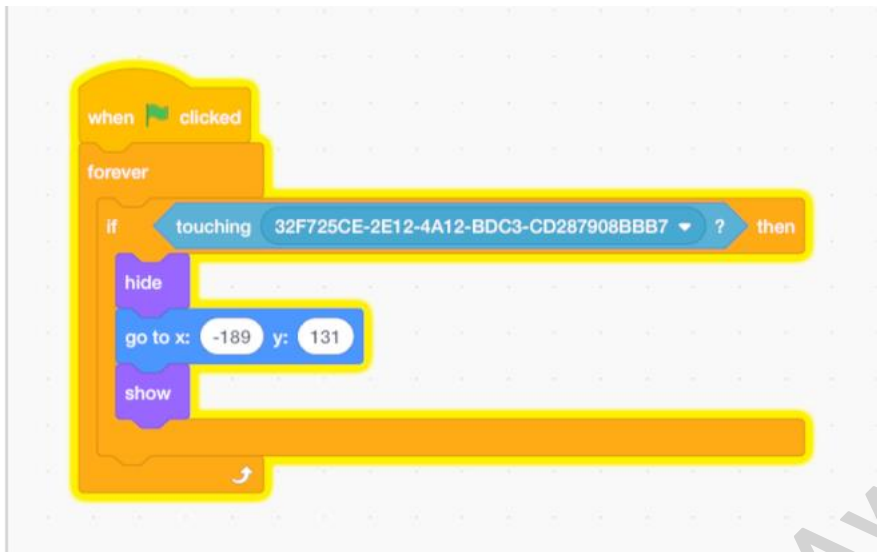 when clicked
forever
if touching 32F725CE-2E12-4A12-BDC3-CD287908BBB7 ? then
hide
go to x: -189 y: 131
show